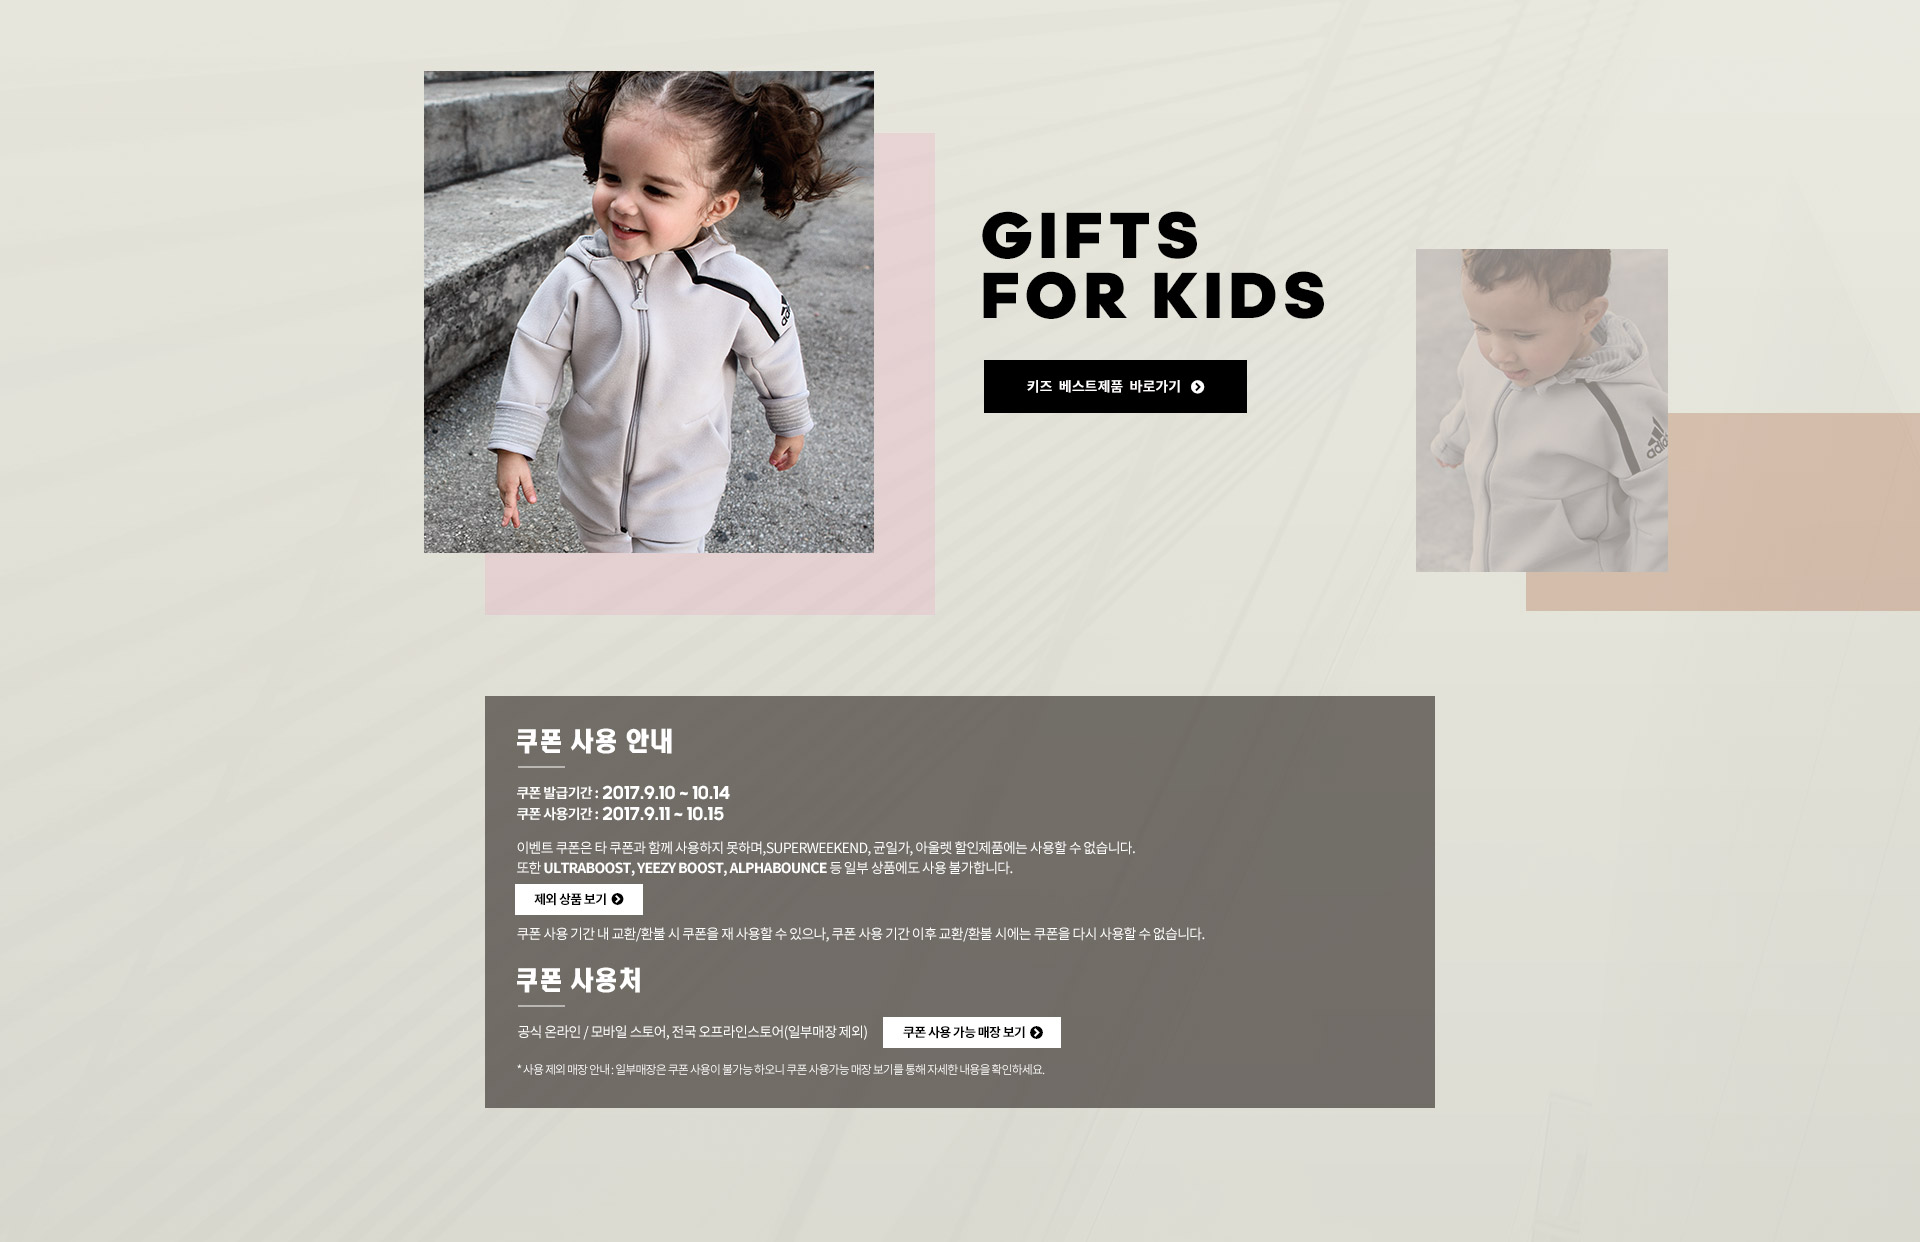 GIFTS
FOR KIDS
키즈 베스트제품 바로가기
adidas
쿠폰 사용 안내
쿠폰 발급기간 : 2017.9.10 ~ 10.14
쿠폰 사용기간 : 2017.9.11 ~ 10.15
이벤트 쿠폰은 타 쿠폰과 함께 사용하지 못하며,SUPERWEEKEND, 균일가, 아울렛 할인제품에는 사용할 수 없습니다.
또한 ULTRABOOST, YEEZY BOOST, ALPHABOUNCE 등 일부 상품에도 사용 불가합니다.
제외 상품 보기
쿠폰 사용 기간 내 교환/환불 시 쿠폰을 재 사용할 수 있으나, 쿠폰 사용 기간 이후 교환/환불 시에는 쿠폰을 다시 사용할 수 없습니다.
쿠폰 사용처
공식 온라인 / 모바일 스토어, 전국 오프라인스토어(일부매장 제외)
쿠폰 사용 가능 매장 보기
* 사용 제외 매장 안내 : 일부매장은 쿠폰 사용이 불가능 하오니 쿠폰 사용가능 매장 보기를 통해 자세한 내용을 확인하세요.